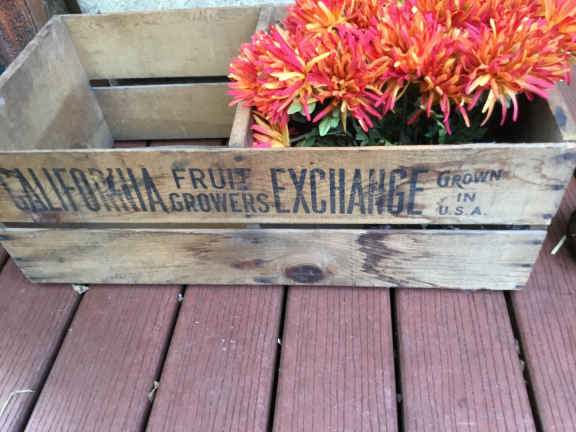 CALIFORNIA FRUIT GROWERS EXCHANGE GROWN IN U.S.A.